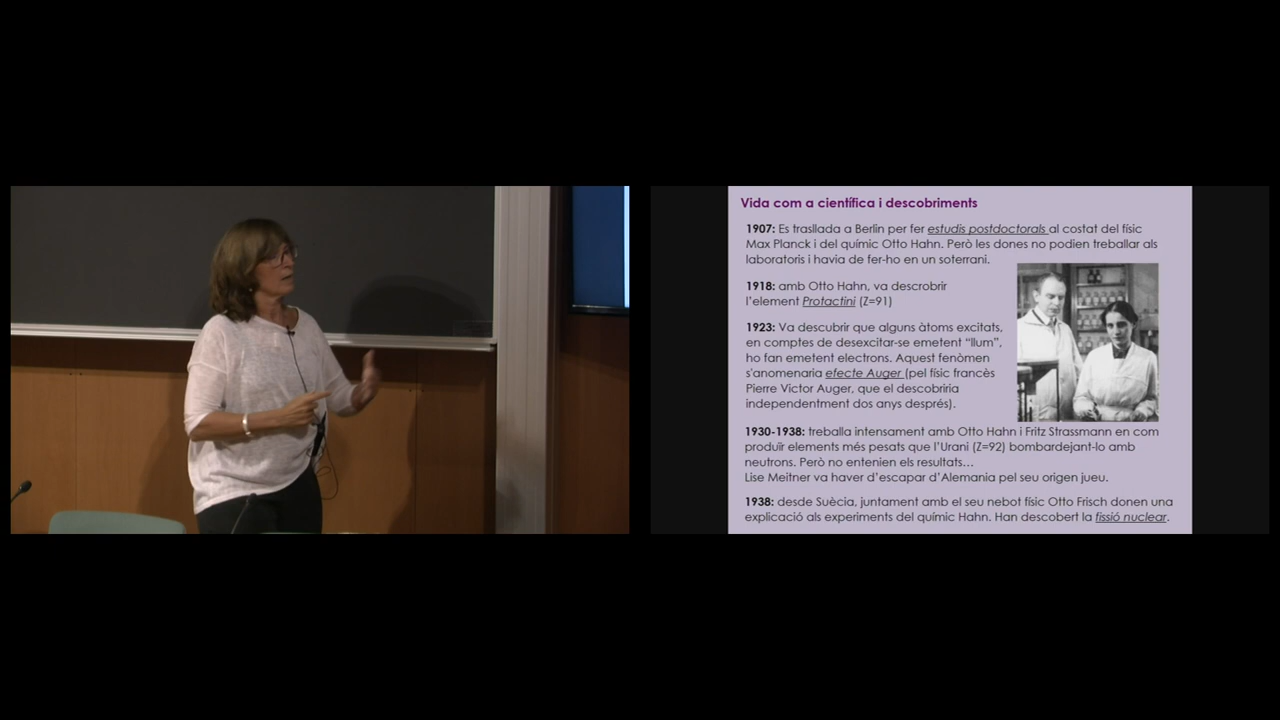 Vida com a científica i descobriments
1907: Es trasllada a Berlin per fer estudis postdoctorals al costat del físic
Max Planck i del químic Otto Hahn. Però les dones no podien treballar als
laboratoris i havia de fer-ho en un soterrani.
1918: amb Otto Hahn, va descrobrir
l'element Protactini (Z=91)
1923: Va descubrir que alguns àtoms excitats,
en comptes de desexcitar-se emetent “llum”,
ho fan emetent electrons. Aquest fenòmen
s'anomenaria efecte Auger (pel físic francès
Pierre Victor Auger, que el descobriria
independentment dos anys després).
1930-1938: treballa intensament amb Otto Hahn i Fritz Strassmann en com
produïr elements més pesats que l'Urani (Z=92) bombardejant-lo amb
neutrons. Però no entenien els resultats…
Lise Meitner va haver d'escapar d'Alemania pel seu origen jueu.
1938: desde Suècia, juntament amb el seu nebot físic Otto Frisch donen una
explicació als experiments del químic Hahn. Han descobert la fissió nuclear.